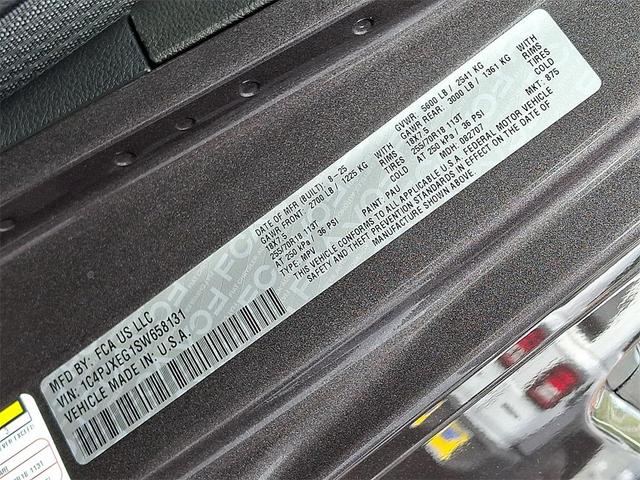 MFD BY: FCA US LLC
VIN: 1C4PJXEG1SW658131
VEHICLE MADE IN: U.S.A.
DATE OF MFR (BUILT): 8-25
GAWR FRONT: 2700 LB / 1225 KG WITH
18X7.5 RIMS
255/70R18 113T TIRES
AT 250 kPa / 36 PSI COLD
TYPE: MPV PAINT: PAU
GVWR: 5600 LB / 2541 KG
GAWR REAR: 3000 LB / 1361 KG WITH
18X7.5 RIMS
255/70R18 113T TIRES
AT 250 kPa / 36 PSI COLD
MDH: 082707 MKT: 875
THIS VEHICLE CONFORMS TO ALL APPLICABLE U.S.A. FEDERAL MOTOR VEHICLE
SAFETY AND THEFT PREVENTION STANDARDS IN EFFECT ON THE DATE OF
MANUFACTURE SHOWN ABOVE.